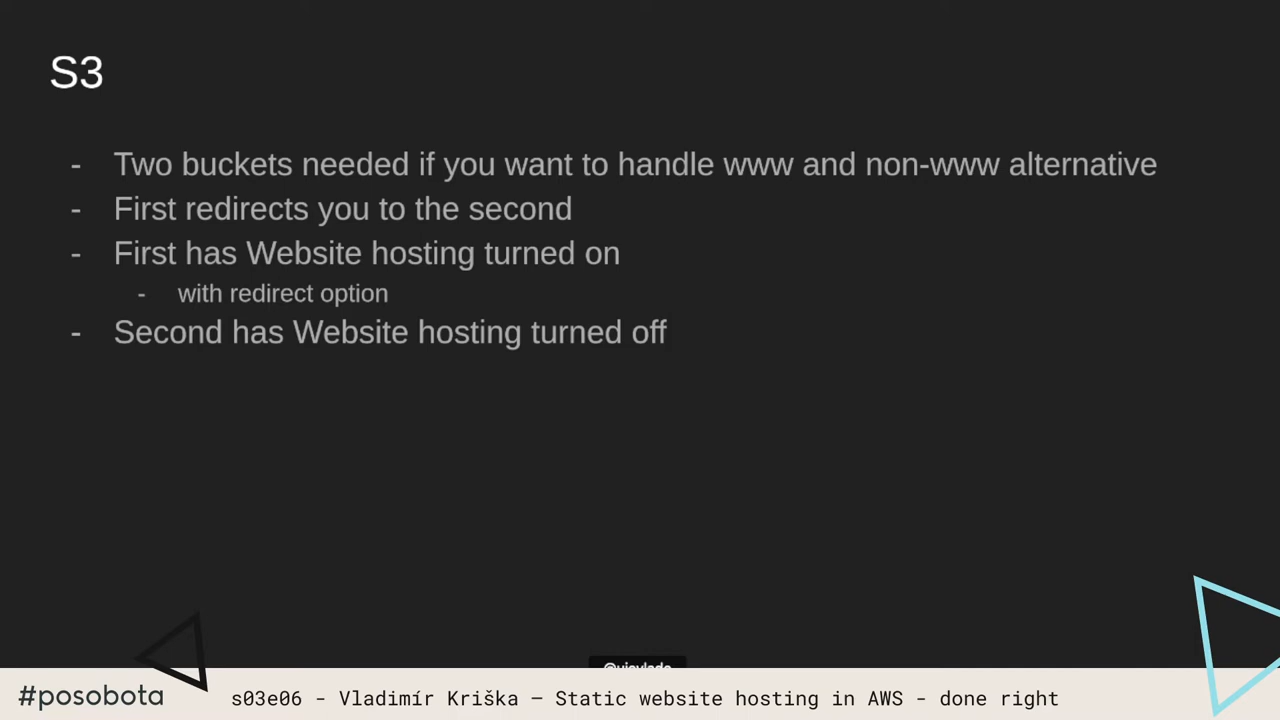 S3
- Two buckets needed if you want to handle www and non-www alternative
- First redirects you to the second
- First has Website hosting turned on
- with redirect option
- Second has Website hosting turned off
#posobota
s03e06 - Vladimír Kriška – Static website hosting in AWS - done right